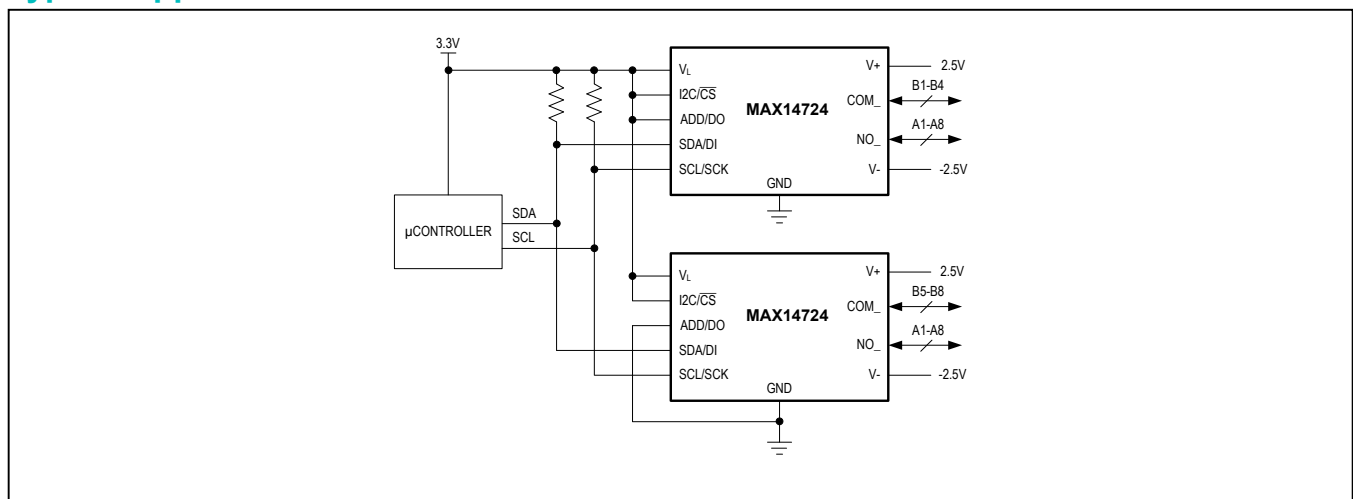 3.3V
VL
I2C/CS
ADD/DO
SDA/DI
SCL/SCK
MAX14724
GND
V+
COM_
NO_
V-
2.5V
B1-B4
A1-A8
-2.5V
µCONTROLLER
SDA
SCL
VL
I2C/CS
ADD/DO
SDA/DI
SCL/SCK
MAX14724
GND
V+
COM_
NO_
V-
2.5V
B5-B8
A1-A8
-2.5V